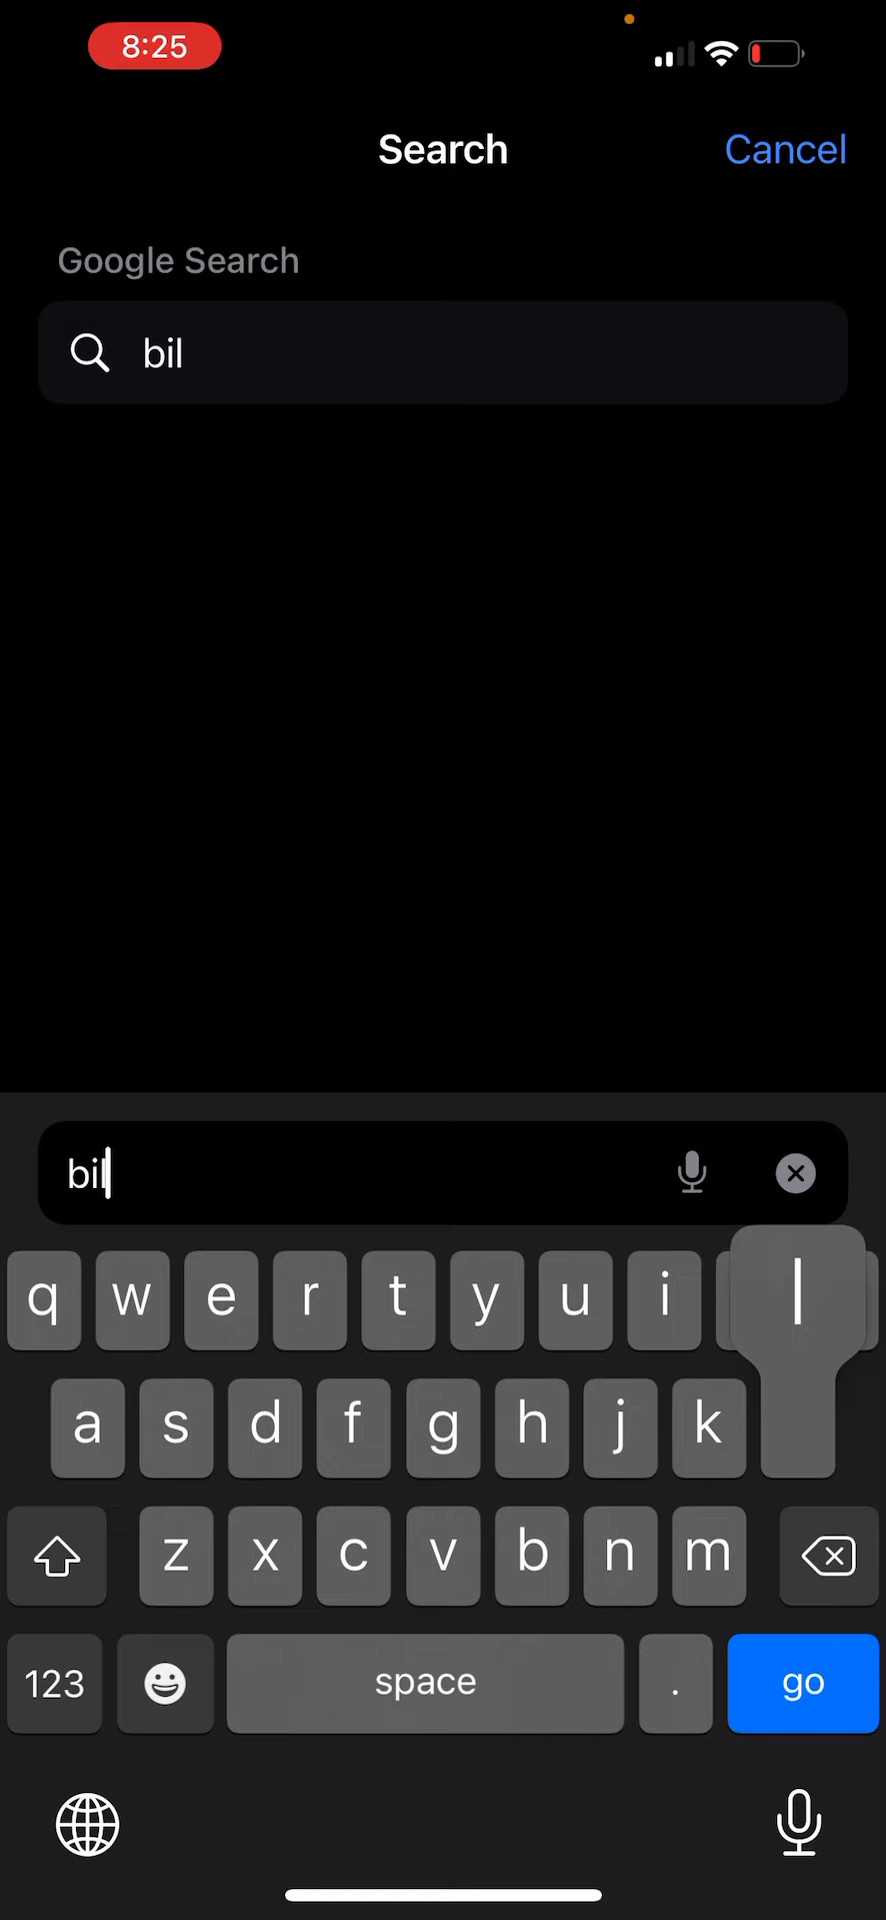 8:25
Search
Cancel
Google Search
bil
bil
q w e r t y u i
l
a s d f g h j k
z x c v b n m
123
space
.
go